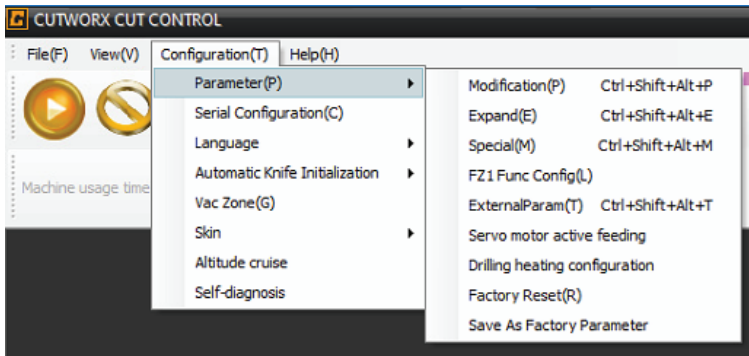 CUTWORX CUT CONTROL
File(F) View(V) Configuration(T) Help(H)
Parameter(P)
Serial Configuration(C)
Language
Automatic Knife Initialization
Vac Zone(G)
Skin
Altitude cruise
Self-diagnosis
Modification(P) Ctrl+Shift+Alt+P
Expand(E) Ctrl+Shift+Alt+E
Special(M) Ctrl+Shift+Alt+M
FZ1 Func Config(L)
ExternalParam(T) Ctrl+Shift+Alt+T
Servo motor active feeding
Drilling heating configuration
Factory Reset(R)
Save As Factory Parameter
Machine usage time